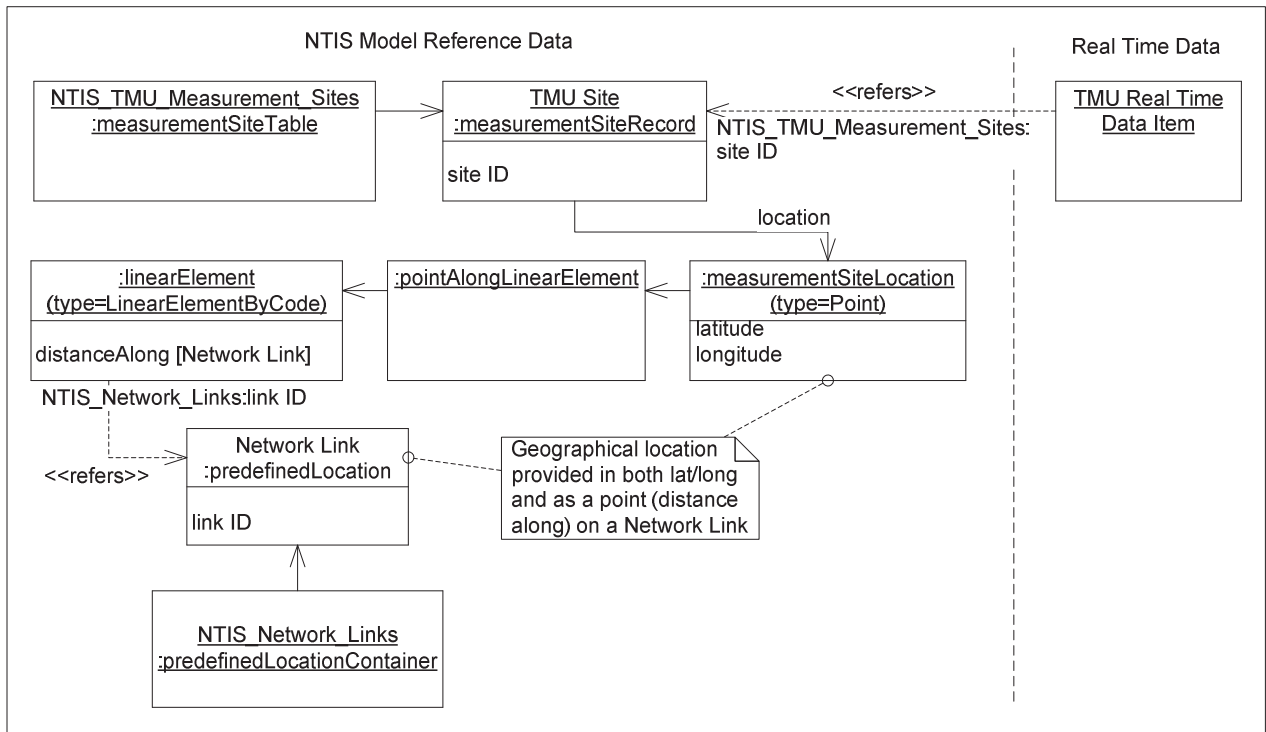 NTIS Model Reference Data
Real Time Data
NTIS_TMU_Measurement_Sites
:measurementSiteTable
TMU Site
:measurementSiteRecord
site ID
<<refers>>
NTIS_TMU_Measurement_Sites:
site ID
TMU Real Time
Data Item
location
:linearElement
(type=LinearElementByCode)
distanceAlong [Network Link]
:pointAlongLinearElement
:measurementSiteLocation
(type=Point)
latitude
longitude
NTIS_Network_Links:link ID
<<refers>>
Network Link
:predefinedLocation
link ID
Geographical location
provided in both lat/long
and as a point (distance
along) on a Network Link
NTIS_Network_Links
:predefinedLocationContainer